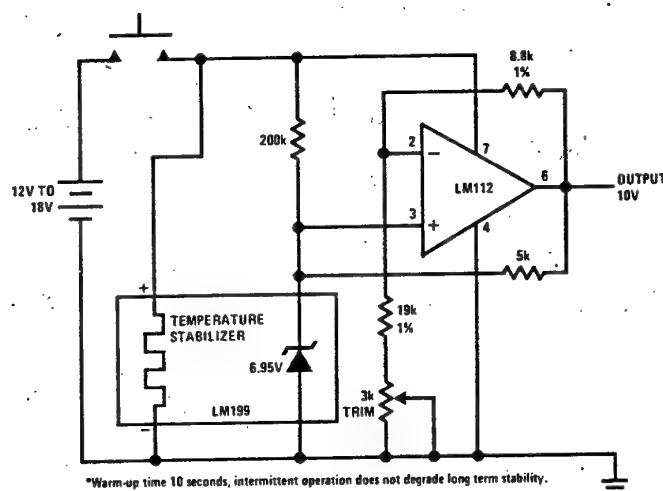 8.8k
1%
200k
2
−
7
LM112
6
OUTPUT
10V
3
+
4
12V TO
18V
5k
+
TEMPERATURE
STABILIZER
19k
1%
6.95V
3k
TRIM
LM199
−
*Warm-up time 10 seconds, intermittent operation does not degrade long term stability.